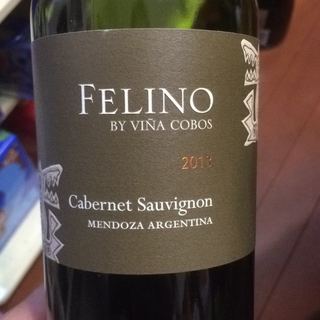 FELINO
BY VIÑA COBOS
2013
Cabernet Sauvignon
MENDOZA ARGENTINA